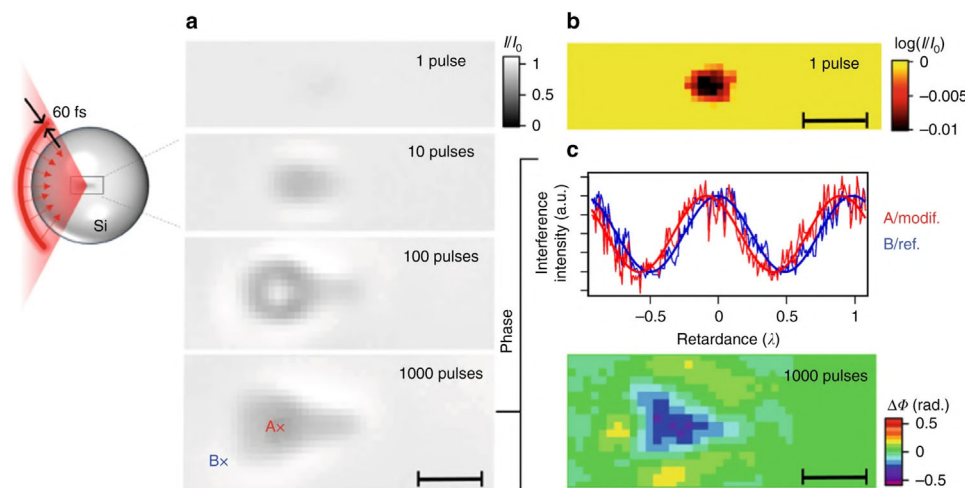 a
I/I0
1 pulse
1
0.5
0
60 fs
Si
10 pulses
100 pulses
1000 pulses
A×
B×
Phase
b
log(I/I0)
1 pulse
0
−0.005
−0.01
c
Interference
intensity (a.u.)
A/modif.
B/ref.
−0.5
0
0.5
1
Retardance (λ)
1000 pulses
ΔΦ (rad.)
0.5
0
−0.5